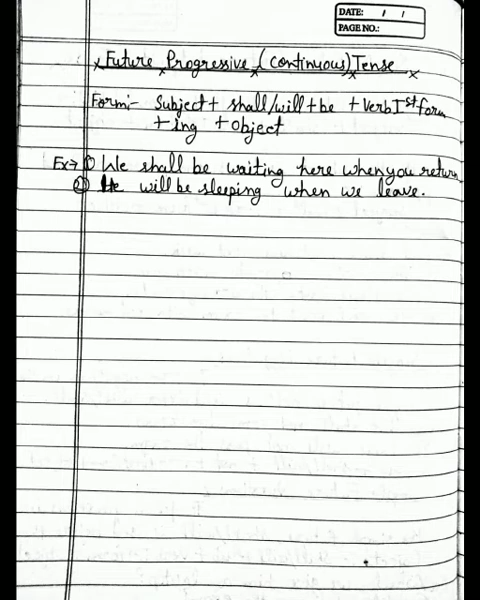 DATE: / /
PAGE NO.:
Future Progressive (Continuous) Tense
Form:- Subject + shall/will + be + Verb Ist form
+ ing + Object
Ex→ ① We shall be waiting here when you return
② He will be sleeping when we leave.